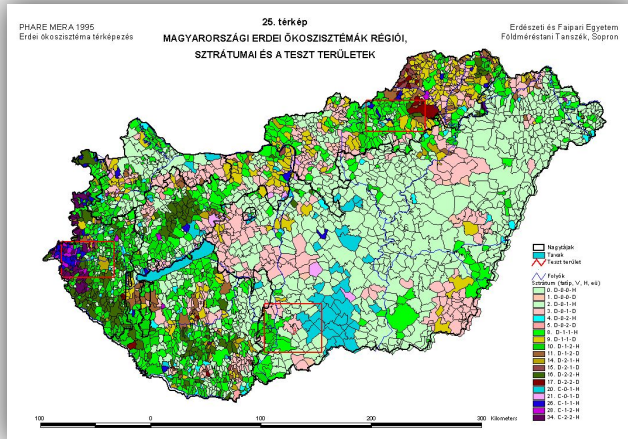 PHARE MERA 1995
Erdei ökoszisztéma térképezés
25. térkép
MAGYARORSZÁGI ERDEI ÖKOSZISZTÉMÁK RÉGIÓI,
SZTRÁTUMAI ÉS A TESZT TERÜLETEK
Erdészeti és Faipari Egyetem
Földméréstani Tanszék, Sopron
Nagytájak
Tavak
Teszt terület
Folyók
Sztrátum (tatíp, V, H, eü)
0. D-0-0-H
1. D-0-0-D
2. D-0-1-H
3. D-0-1-D
4. D-0-2-H
5. D-0-2-D
8. D-1-1-H
9. D-1-1-D
10. D-1-2-H
11. D-1-2-D
14. D-2-1-H
15. D-2-1-D
16. D-2-2-H
17. D-2-2-D
20. C-0-1-H
21. C-0-1-D
26. C-1-1-H
28. C-1-2-H
34. C-2-2-H
100 0 100 200 300 Kilometers